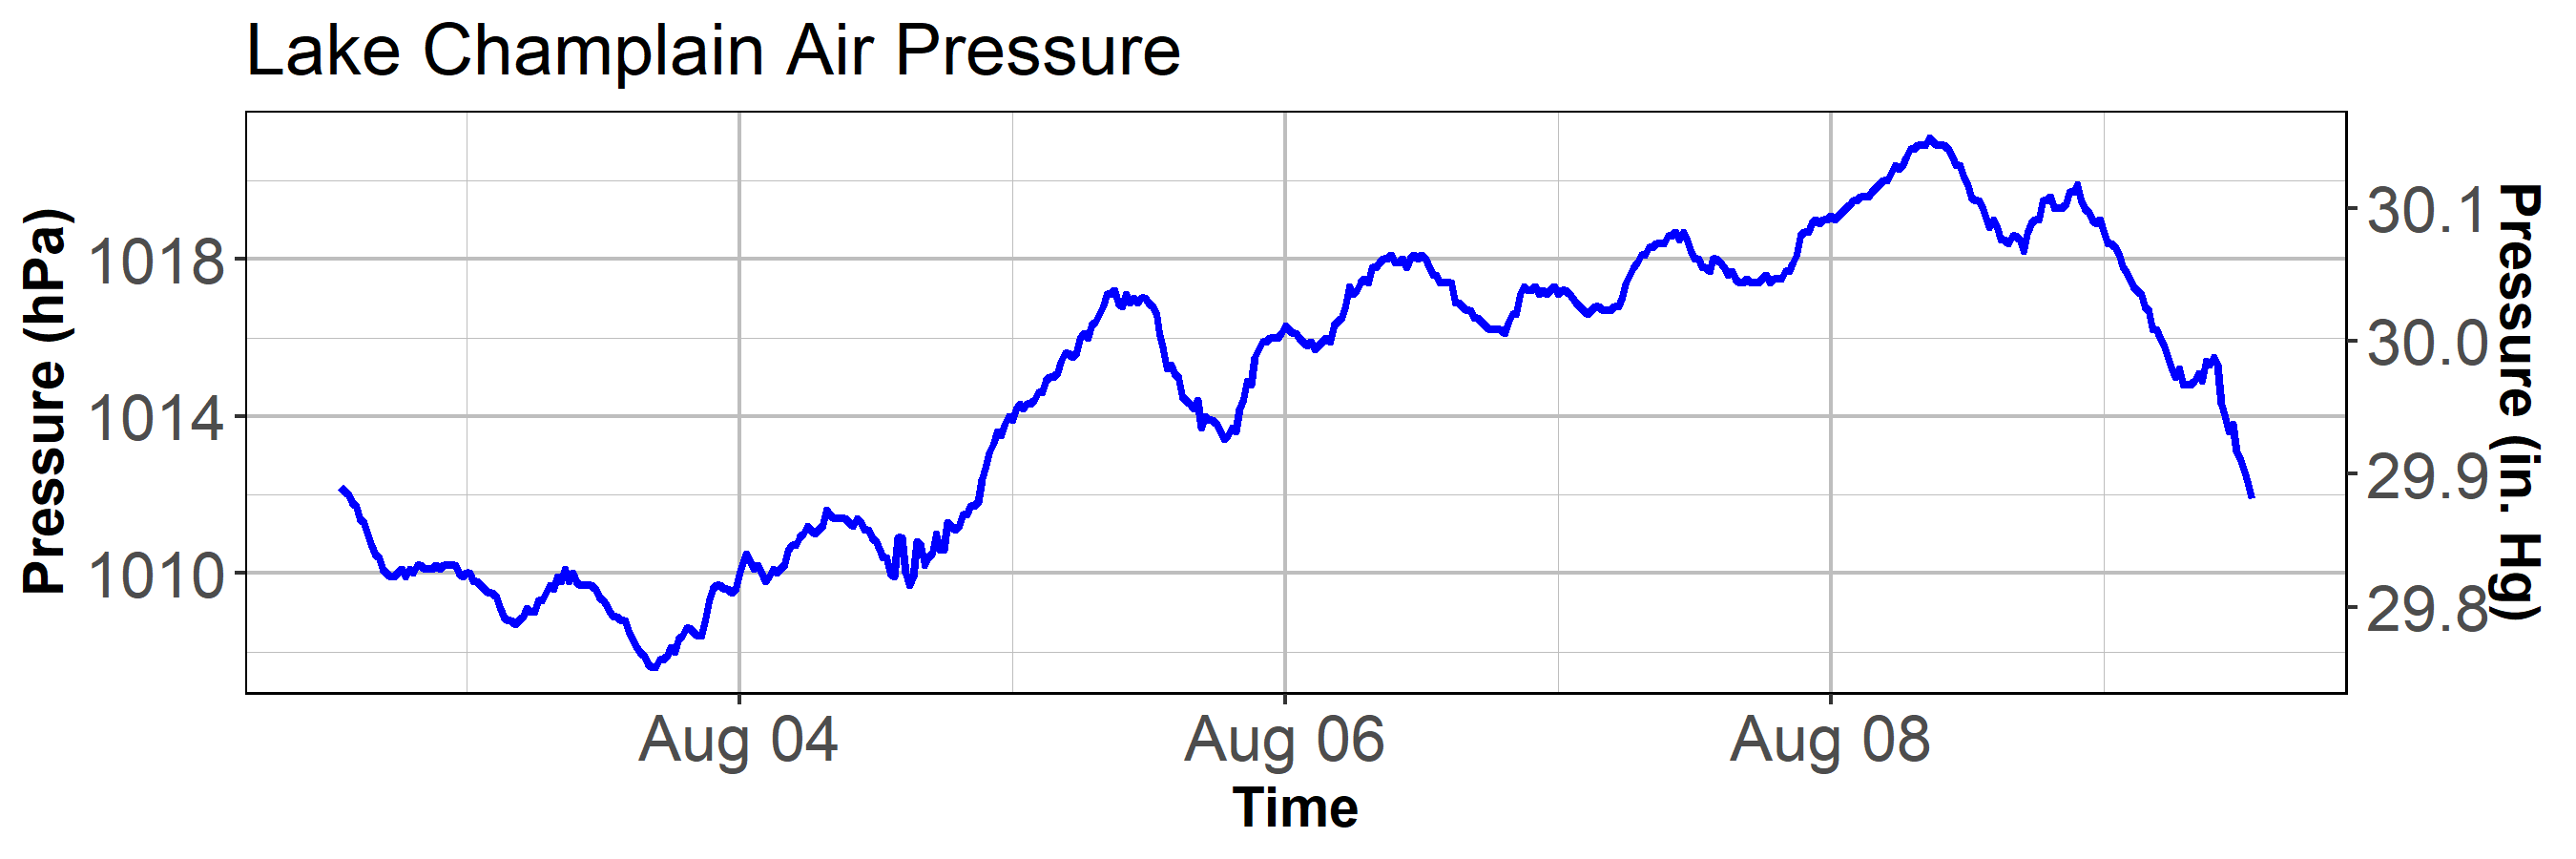 Lake Champlain Air Pressure
Pressure (hPa)
1018
1014
1010
30.1
30.0
29.9
29.8
Pressure (in. Hg)
Aug 04
Aug 06
Aug 08
Time